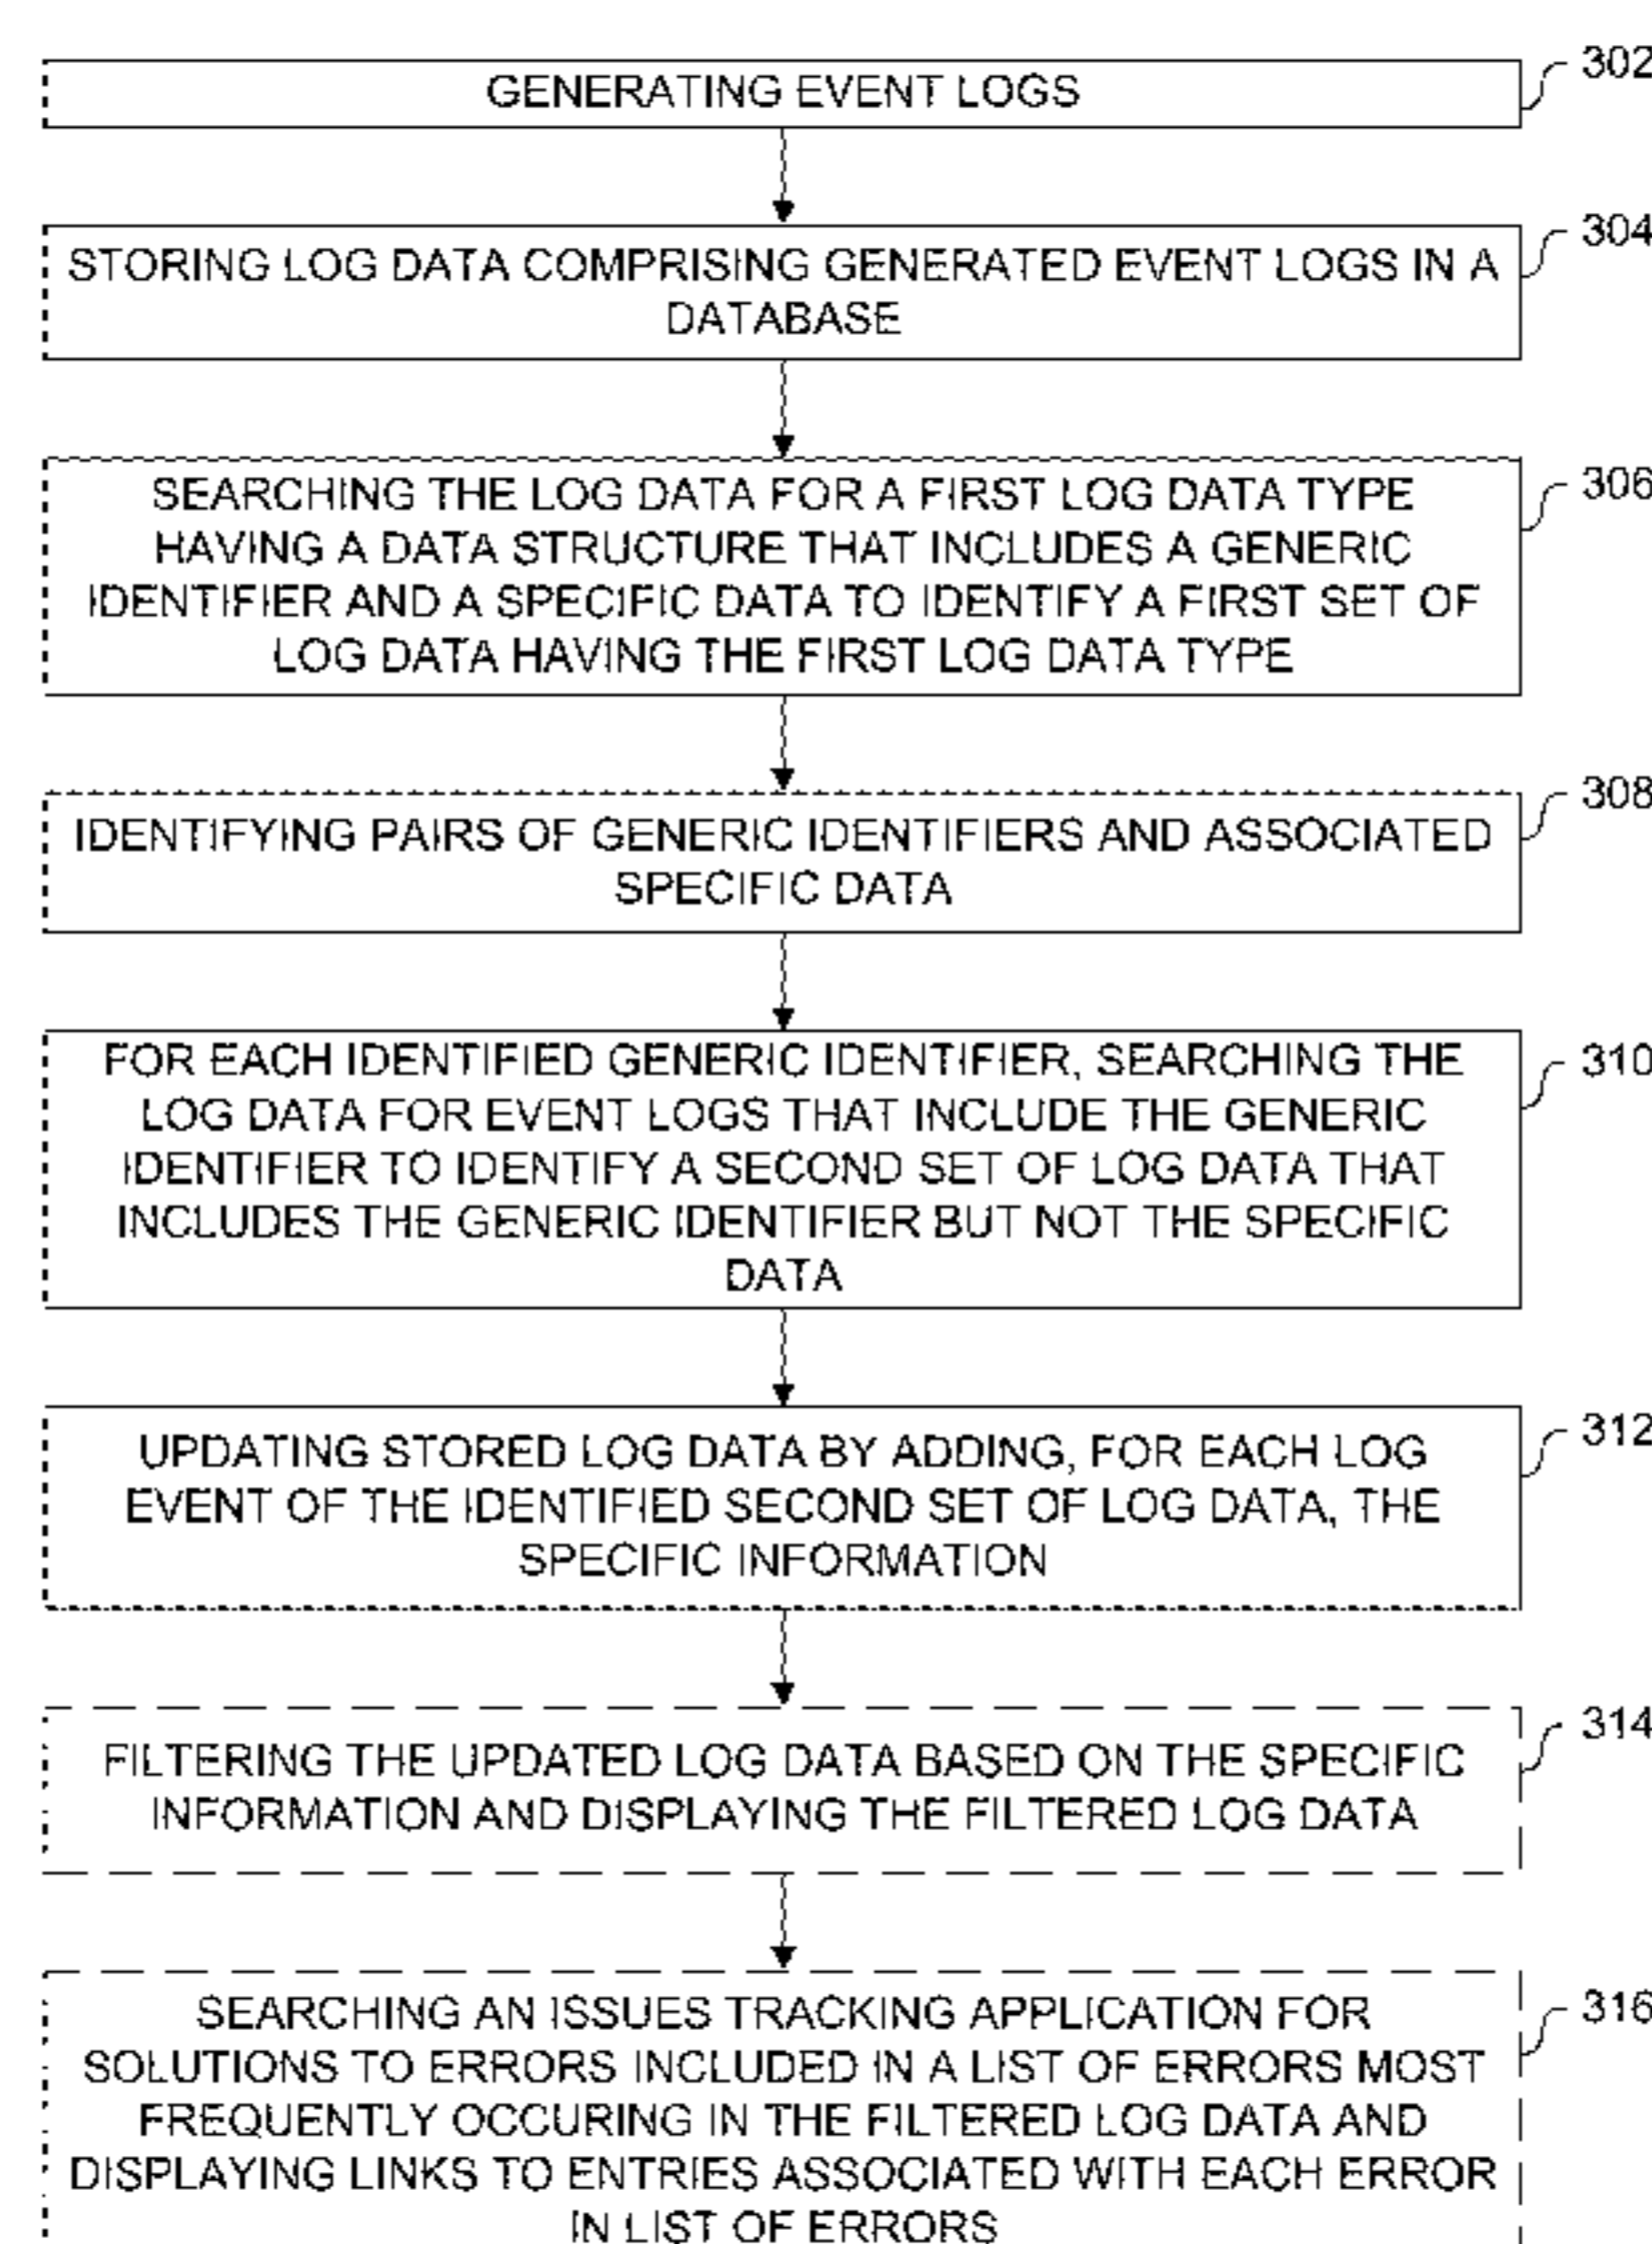 302
GENERATING EVENT LOGS
304
STORING LOG DATA COMPRISING GENERATED EVENT LOGS IN A
DATABASE
306
SEARCHING THE LOG DATA FOR A FIRST LOG DATA TYPE
HAVING A DATA STRUCTURE THAT INCLUDES A GENERIC
IDENTIFIER AND A SPECIFIC DATA TO IDENTIFY A FIRST SET OF
LOG DATA HAVING THE FIRST LOG DATA TYPE
308
IDENTIFYING PAIRS OF GENERIC IDENTIFIERS AND ASSOCIATED
SPECIFIC DATA
310
FOR EACH IDENTIFIED GENERIC IDENTIFIER, SEARCHING THE
LOG DATA FOR EVENT LOGS THAT INCLUDE THE GENERIC
IDENTIFIER TO IDENTIFY A SECOND SET OF LOG DATA THAT
INCLUDES THE GENERIC IDENTIFIER BUT NOT THE SPECIFIC
DATA
312
UPDATING STORED LOG DATA BY ADDING, FOR EACH LOG
EVENT OF THE IDENTIFIED SECOND SET OF LOG DATA, THE
SPECIFIC INFORMATION
314
FILTERING THE UPDATED LOG DATA BASED ON THE SPECIFIC
INFORMATION AND DISPLAYING THE FILTERED LOG DATA
316
SEARCHING AN ISSUES TRACKING APPLICATION FOR
SOLUTIONS TO ERRORS INCLUDED IN A LIST OF ERRORS MOST
FREQUENTLY OCCURING IN THE FILTERED LOG DATA AND
DISPLAYING LINKS TO ENTRIES ASSOCIATED WITH EACH ERROR
IN LIST OF ERRORS